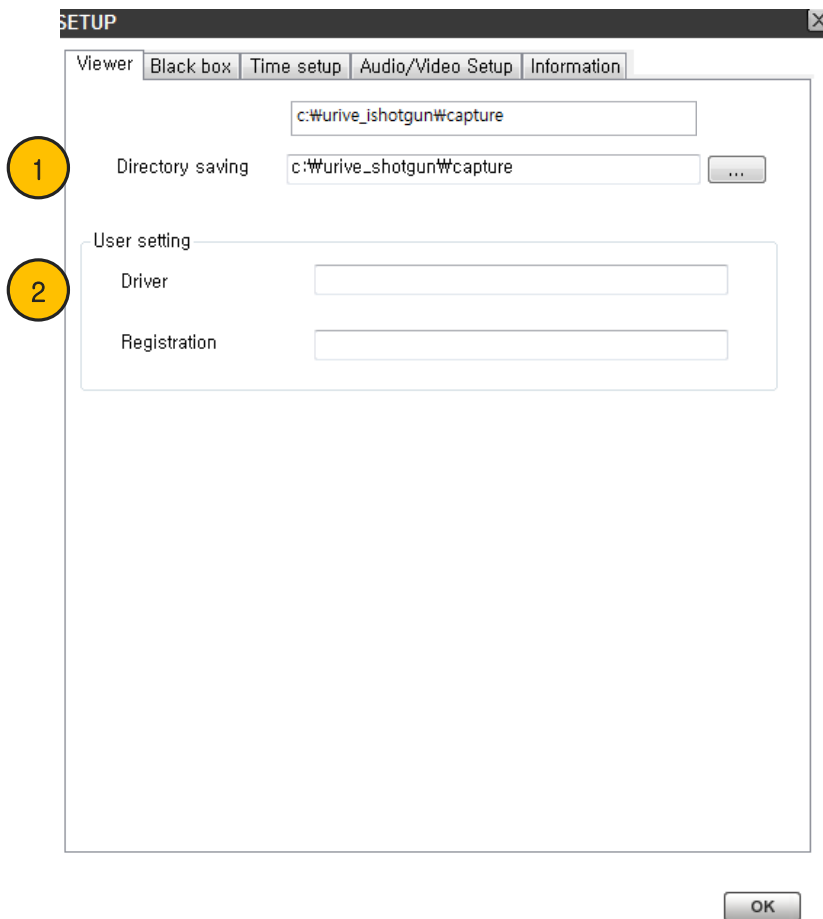 SETUP
Viewer Black box Time setup Audio/Video Setup Information
c:₩urive_ishotgun₩capture
1 Directory saving c:₩urive_shotgun₩capture ...
User setting
2 Driver
Registration
OK